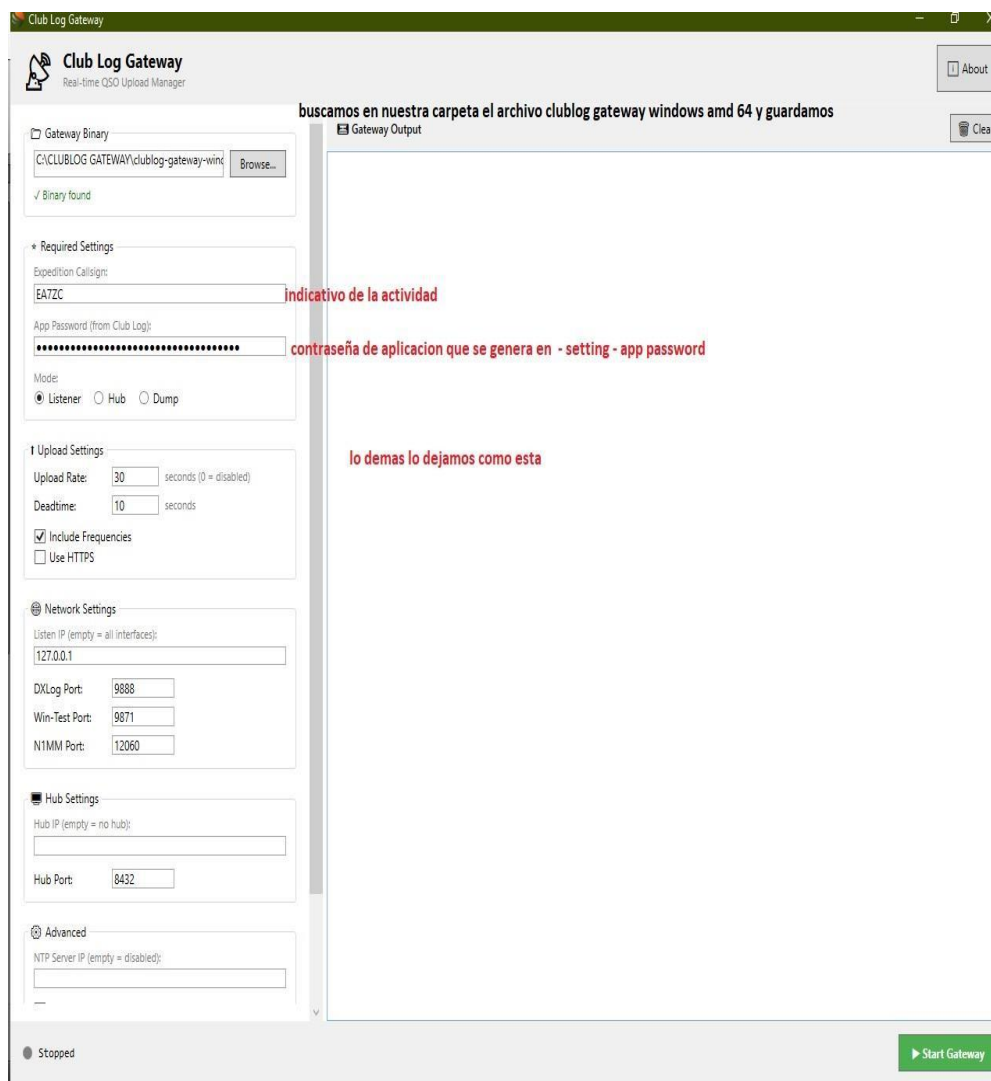 Club Log Gateway
Club Log Gateway
Real-time QSO Upload Manager
About
buscamos en nuestra carpeta el archivo clublog gateway windows amd 64 y guardamos
Gateway Binary
C:\CLUBLOG GATEWAY\clublog-gateway-wind
Browse...
√ Binary found
Gateway Output
Clea
* Required Settings
Expedition Callsign:
EA7ZC
indicativo de la actividad
App Password (from Club Log):
••••••••••••••••••••••••••••••••••••
contraseña de aplicacion que se genera en - setting - app password
Mode:
Listener Hub Dump
Upload Settings
lo demas lo dejamos como esta
Upload Rate: 30 seconds (0 = disabled)
Deadtime: 10 seconds
Include Frequencies
Use HTTPS
Network Settings
Listen IP (empty = all interfaces):
127.0.0.1
DXLog Port: 9888
Win-Test Port: 9871
N1MM Port: 12060
Hub Settings
Hub IP (empty = no hub):
Hub Port: 8432
Advanced
NTP Server IP (empty = disabled):
Stopped
Start Gateway